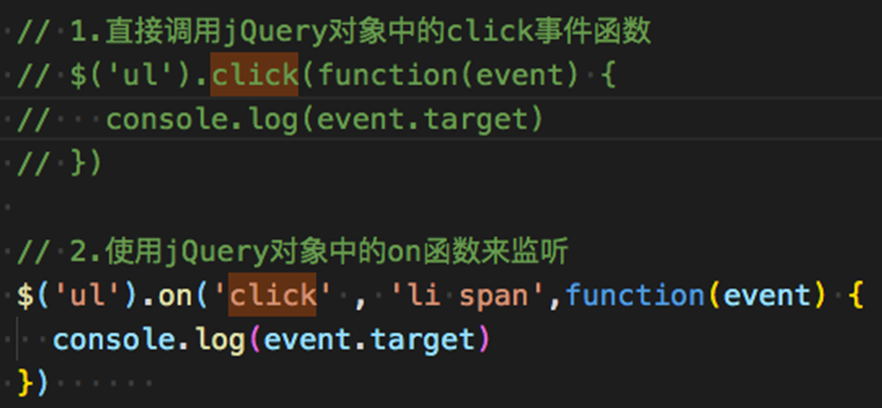 // 1.直接调用jQuery对象中的click事件函数
// $('ul').click(function(event) {
//   console.log(event.target)
// })
// 2.使用jQuery对象中的on函数来监听
$('ul').on('click' , 'li span',function(event) {
  console.log(event.target)
})